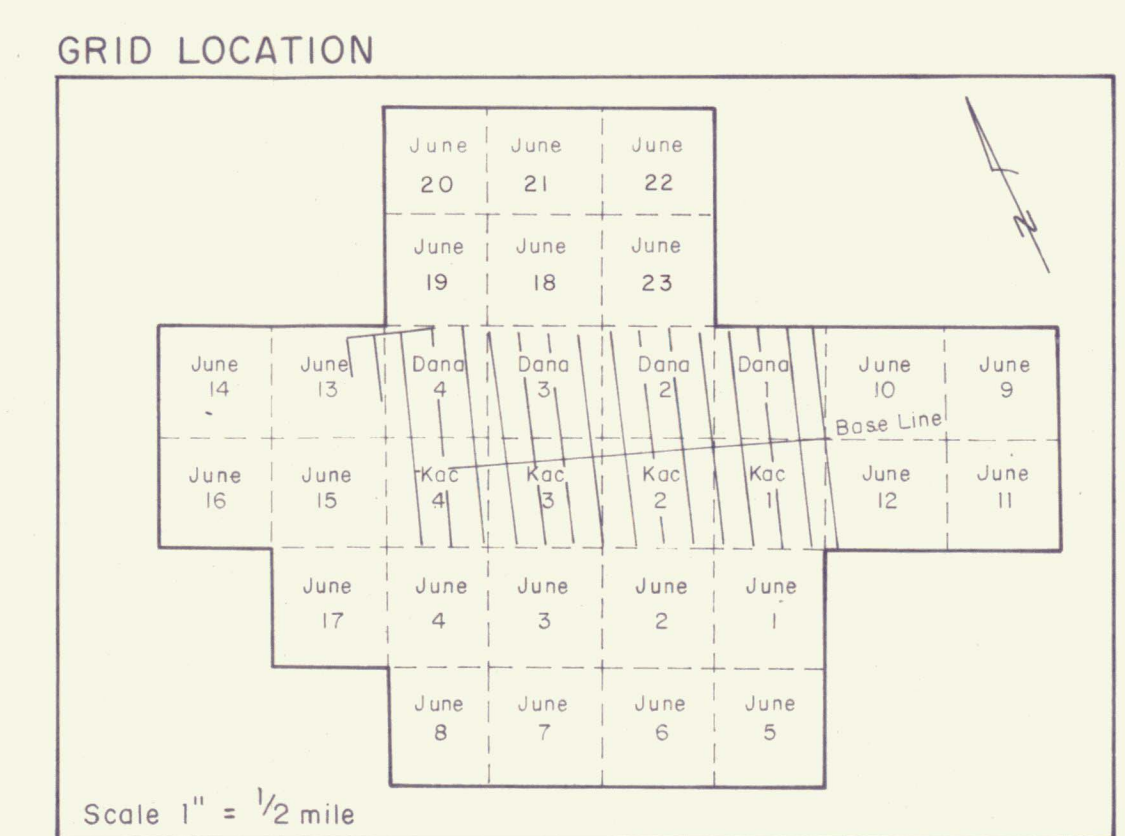 GRID LOCATION
June June June
20 21 22
June June June
19 18 23
N
June June Dana Dana Dana Dana June June
14 13 4 3 2 1 10 9
Base Line
June June Kac Kac Kac Kac June June
16 15 4 3 2 1 12 11
June June June June June
17 4 3 2 1
June June June June
8 7 6 5
Scale 1" = 1/2 mile